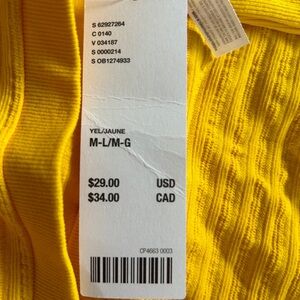 S 62927264
C 0140
V 034187
S 0000214
S OB1274933
YEL/JAUNE
M-L/M-G
$29.00 USD
$34.00 CAD
CP4663 0003